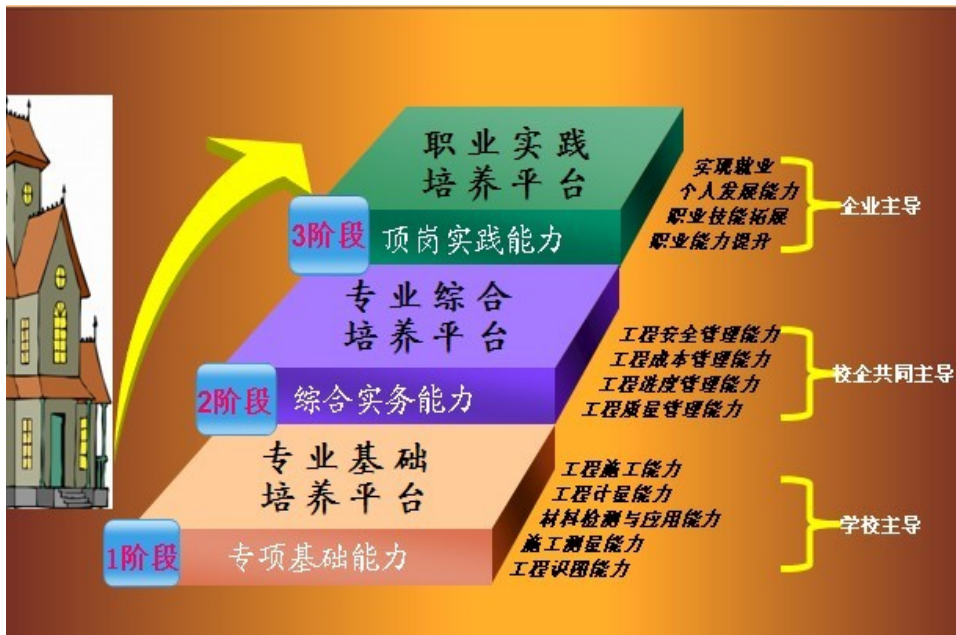 职业实践
培养平台
3阶段
顶岗实践能力
实现就业
个人发展能力
职业技能拓展
职业能力提升
企业主导
专业综合
培养平台
2阶段
综合实务能力
工程安全管理能力
工程成本管理能力
工程进度管理能力
工程质量管理能力
校企共同主导
专业基础
培养平台
1阶段
专项基础能力
工程施工能力
工程计量能力
材料检测与应用能力
施工测量能力
工程识图能力
学校主导